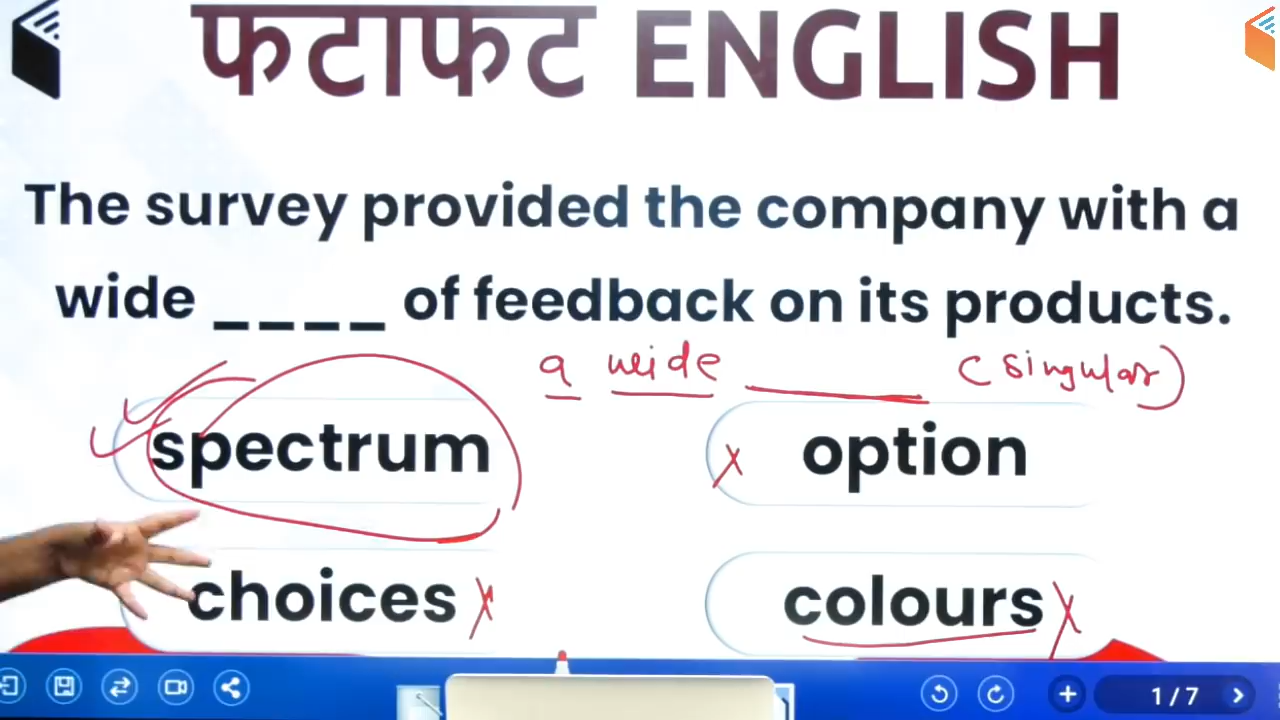 फटाफट ENGLISH
The survey provided the company with a
wide ____ of feedback on its products.
a wide ____ (singular)
spectrum
option
choices
colours
1 / 7